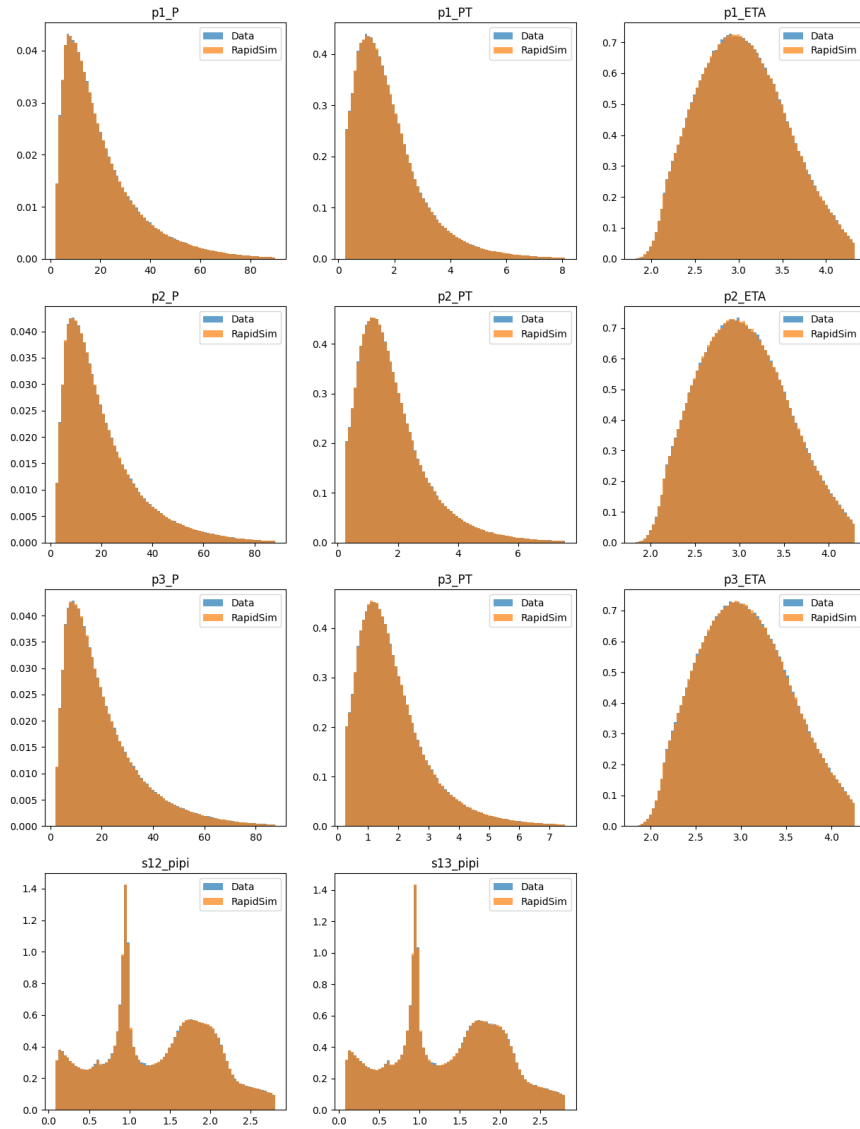 p1_P
Data
RapidSim
0.04
0.03
0.02
0.01
0.00
0 20 40 60 80
p1_PT
Data
RapidSim
0.4
0.3
0.2
0.1
0.0
0 2 4 6 8
p1_ETA
Data
RapidSim
0.7
0.6
0.5
0.4
0.3
0.2
0.1
0.0
2.0 2.5 3.0 3.5 4.0
p2_P
Data
RapidSim
0.040
0.035
0.030
0.025
0.020
0.015
0.010
0.005
0.000
0 20 40 60 80
p2_PT
Data
RapidSim
0.4
0.3
0.2
0.1
0.0
0 2 4 6
p2_ETA
Data
RapidSim
0.7
0.6
0.5
0.4
0.3
0.2
0.1
0.0
2.0 2.5 3.0 3.5 4.0
p3_P
Data
RapidSim
0.040
0.035
0.030
0.025
0.020
0.015
0.010
0.005
0.000
0 20 40 60 80
p3_PT
Data
RapidSim
0.4
0.3
0.2
0.1
0.0
0 1 2 3 4 5 6 7
p3_ETA
Data
RapidSim
0.7
0.6
0.5
0.4
0.3
0.2
0.1
0.0
2.0 2.5 3.0 3.5 4.0
s12_pipi
Data
RapidSim
1.4
1.2
1.0
0.8
0.6
0.4
0.2
0.0
0.0 0.5 1.0 1.5 2.0 2.5
s13_pipi
Data
RapidSim
1.4
1.2
1.0
0.8
0.6
0.4
0.2
0.0
0.0 0.5 1.0 1.5 2.0 2.5